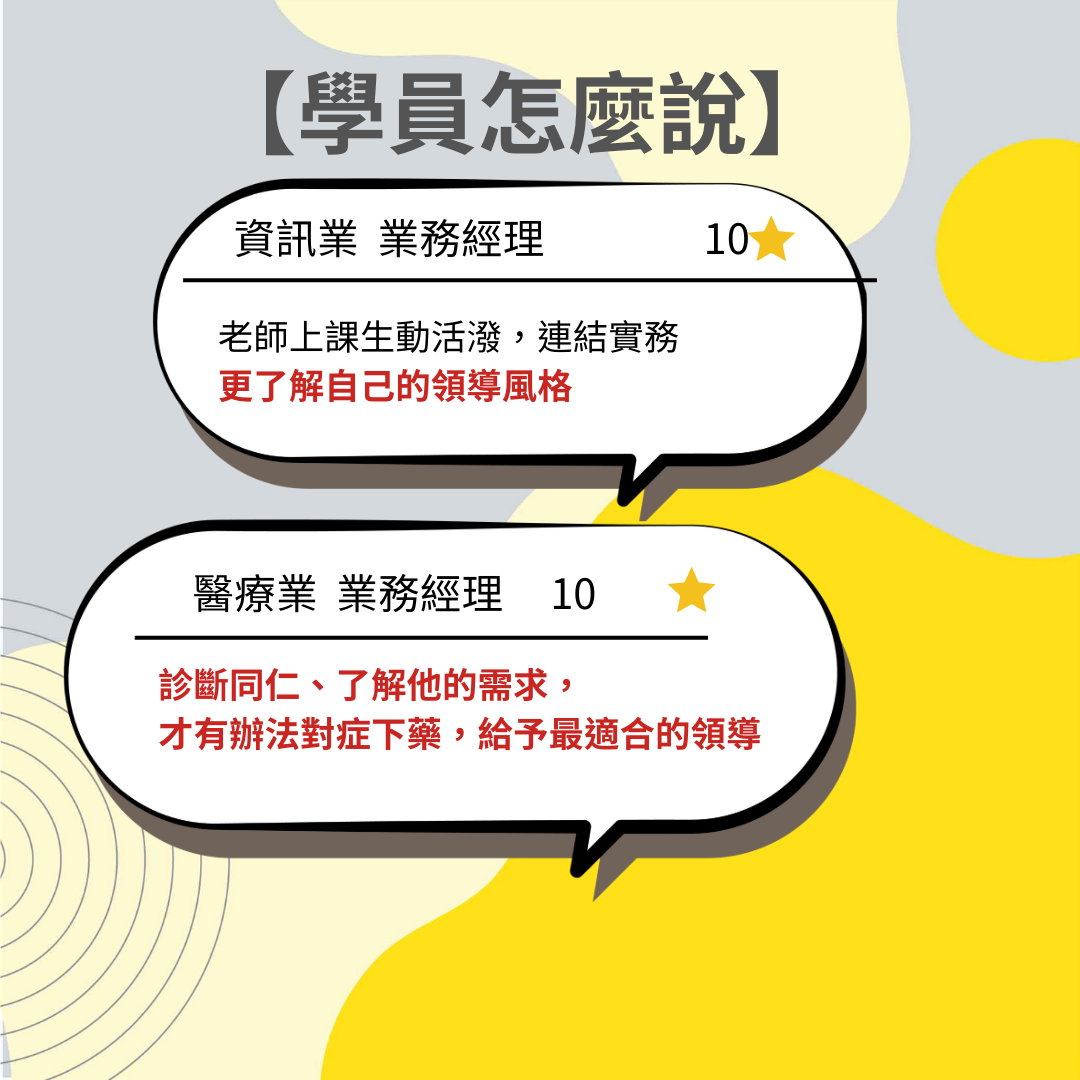 【學員怎麼說】
資訊業 業務經理 10
老師上課生動活潑，連結實務
更了解自己的領導風格
醫療業 業務經理 10
診斷同仁、了解他的需求，
才有辦法對症下藥，給予最適合的領導